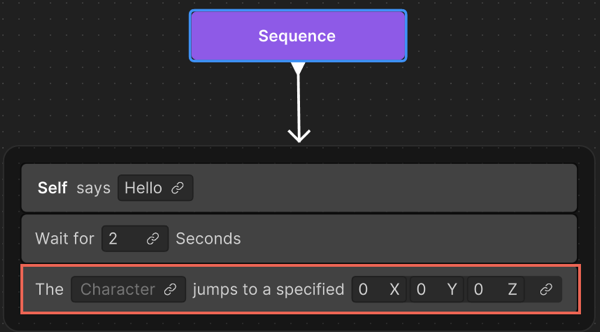 Sequence
Self says Hello
Wait for 2 Seconds
The Character jumps to a specified 0 X 0 Y 0 Z